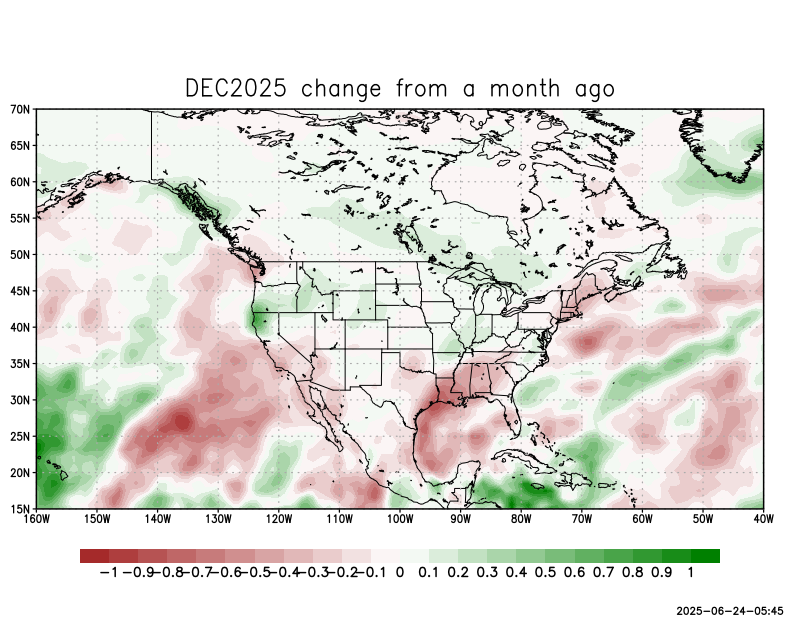 DEC2025 change from a month ago
70N
65N
60N
55N
50N
45N
40N
35N
30N
25N
20N
15N
160W 150W 140W 130W 120W 110W 100W 90W 80W 70W 60W 50W 40W
-1 -0.9 -0.8 -0.7 -0.6 -0.5 -0.4 -0.3 -0.2 -0.1 0 0.1 0.2 0.3 0.4 0.5 0.6 0.7 0.8 0.9 1
2025-06-24-05:45